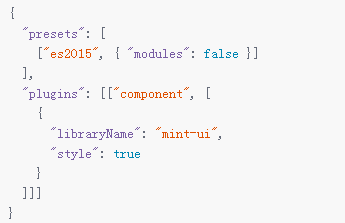 {
  "presets": [
    ["es2015", { "modules": false }]
  ],
  "plugins": [["component", [
    {
      "libraryName": "mint-ui",
      "style": true
    }
  ]]]
}